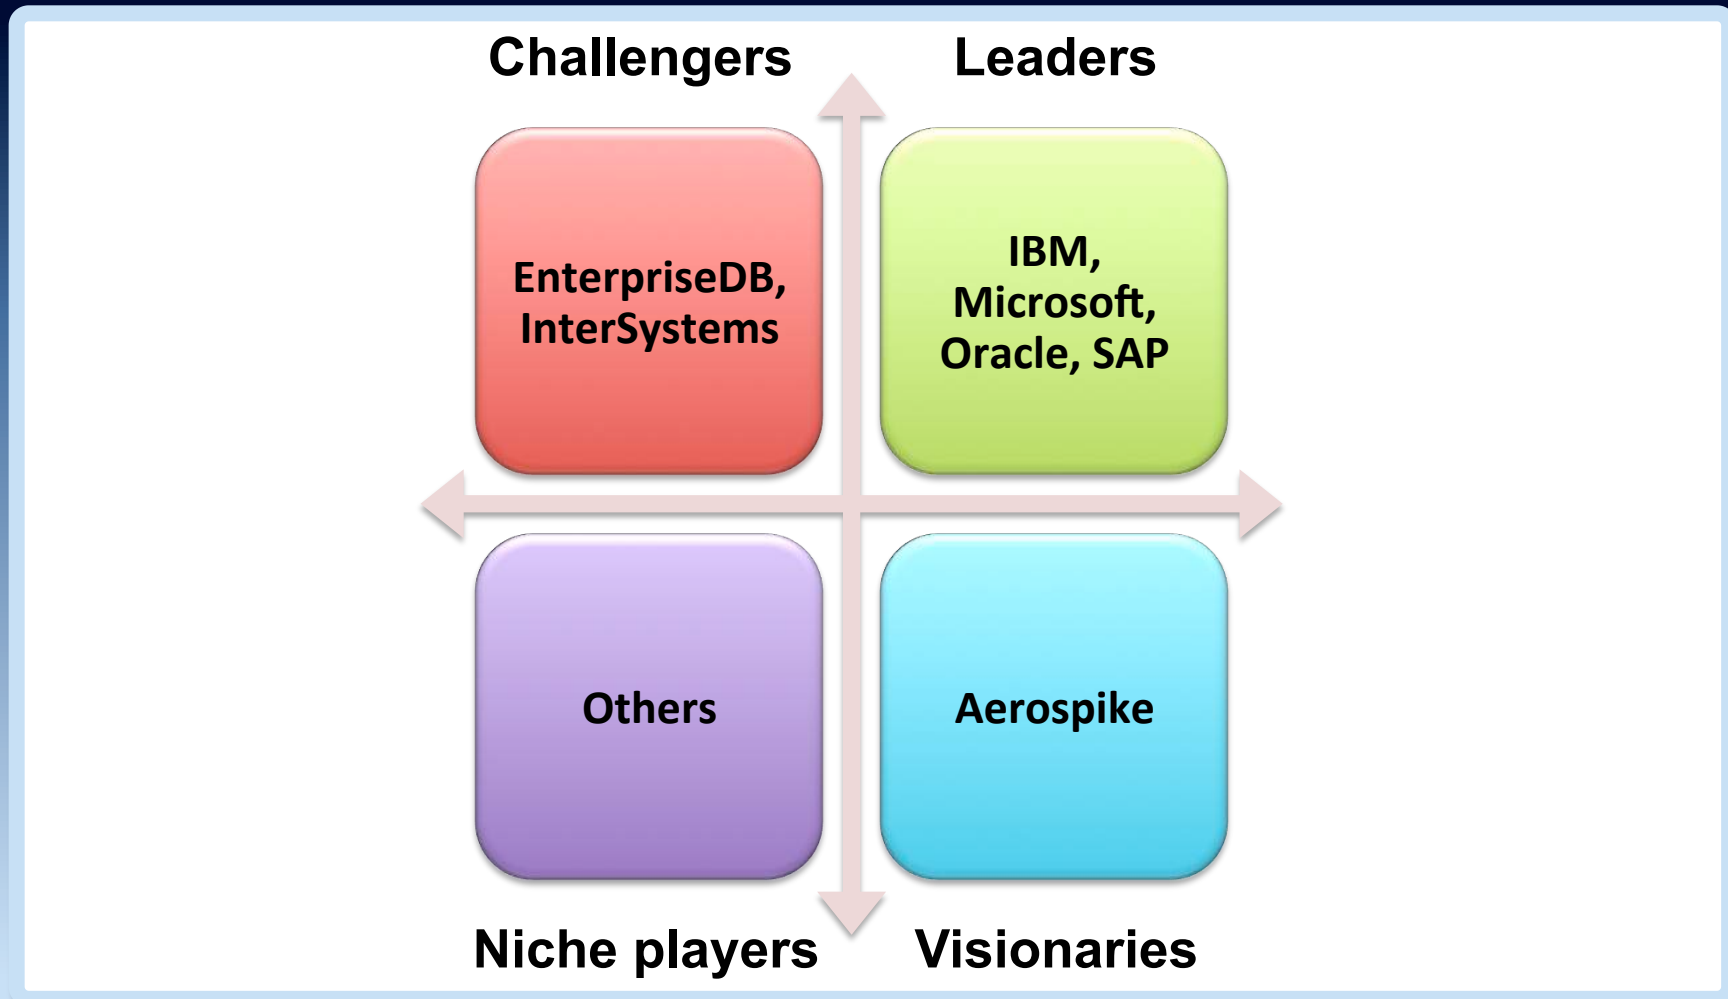 Challengers
Leaders
EnterpriseDB,
InterSystems
IBM,
Microsoft,
Oracle, SAP
Others
Aerospike
Niche players
Visionaries